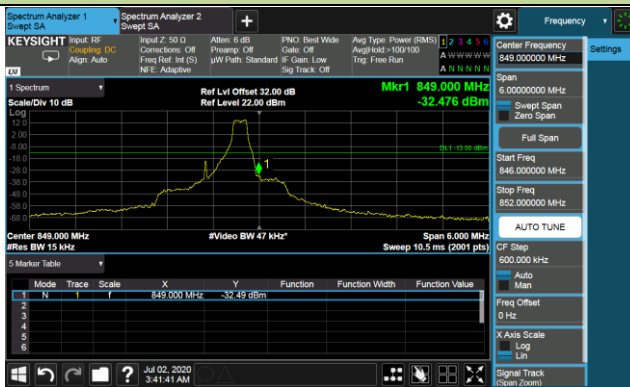 Spectrum Analyzer 1
Swept SA
Spectrum Analyzer 2
Swept SA
+
Frequency
KEYSIGHT
Input: RF
Coupling: DC
Align: Auto
Input Z: 50 Ω
Corrections: Off
Freq Ref: Int (S)
NFE: Adaptive
Atten: 6 dB
Preamp: Off
µW Path: Standard
PNO: Best Wide
Gate: Off
IF Gain: Low
Sig Track: Off
Avg Type: Power (RMS)
Avg|Hold:>100/100
Trig: Free Run
1 2 3 4 5 6
A W W W W W
A N N N N N
LXI
1 Spectrum
Scale/Div 10 dB
Ref Lvl Offset 32.00 dB
Ref Level 22.00 dBm
Mkr1 849.000 MHz
-32.476 dBm
Log
12.0
2.00
-8.00
-18.0
-28.0
-38.0
-48.0
-58.0
-68.0
DL1 -13.00 dBm
1
Center 849.000 MHz
#Res BW 15 kHz
#Video BW 47 kHz*
Span 6.000 MHz
Sweep 10.5 ms (2001 pts)
5 Marker Table
Mode Trace Scale X Y Function Function Width Function Value
1 N 1 f 849.000 MHz -32.49 dBm
2
3
4
5
6
Jul 02, 2020
3:41:41 AM
?
Center Frequency
849.000000 MHz
Span
6.00000000 MHz
Swept Span
Zero Span
Full Span
Start Freq
846.000000 MHz
Stop Freq
852.000000 MHz
AUTO TUNE
CF Step
600.000 kHz
Auto
Man
Freq Offset
0 Hz
X Axis Scale
Log
Lin
Signal Track
(Span Zoom)
Settings